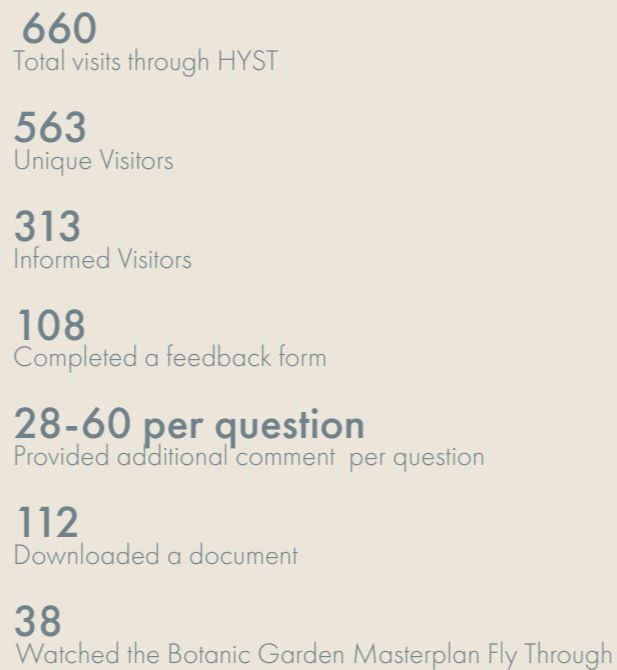 660
Total visits through HYST
563
Unique Visitors
313
Informed Visitors
108
Completed a feedback form
28-60 per question
Provided additional comment  per question
112
Downloaded a document
38
Watched the Botanic Garden Masterplan Fly Through